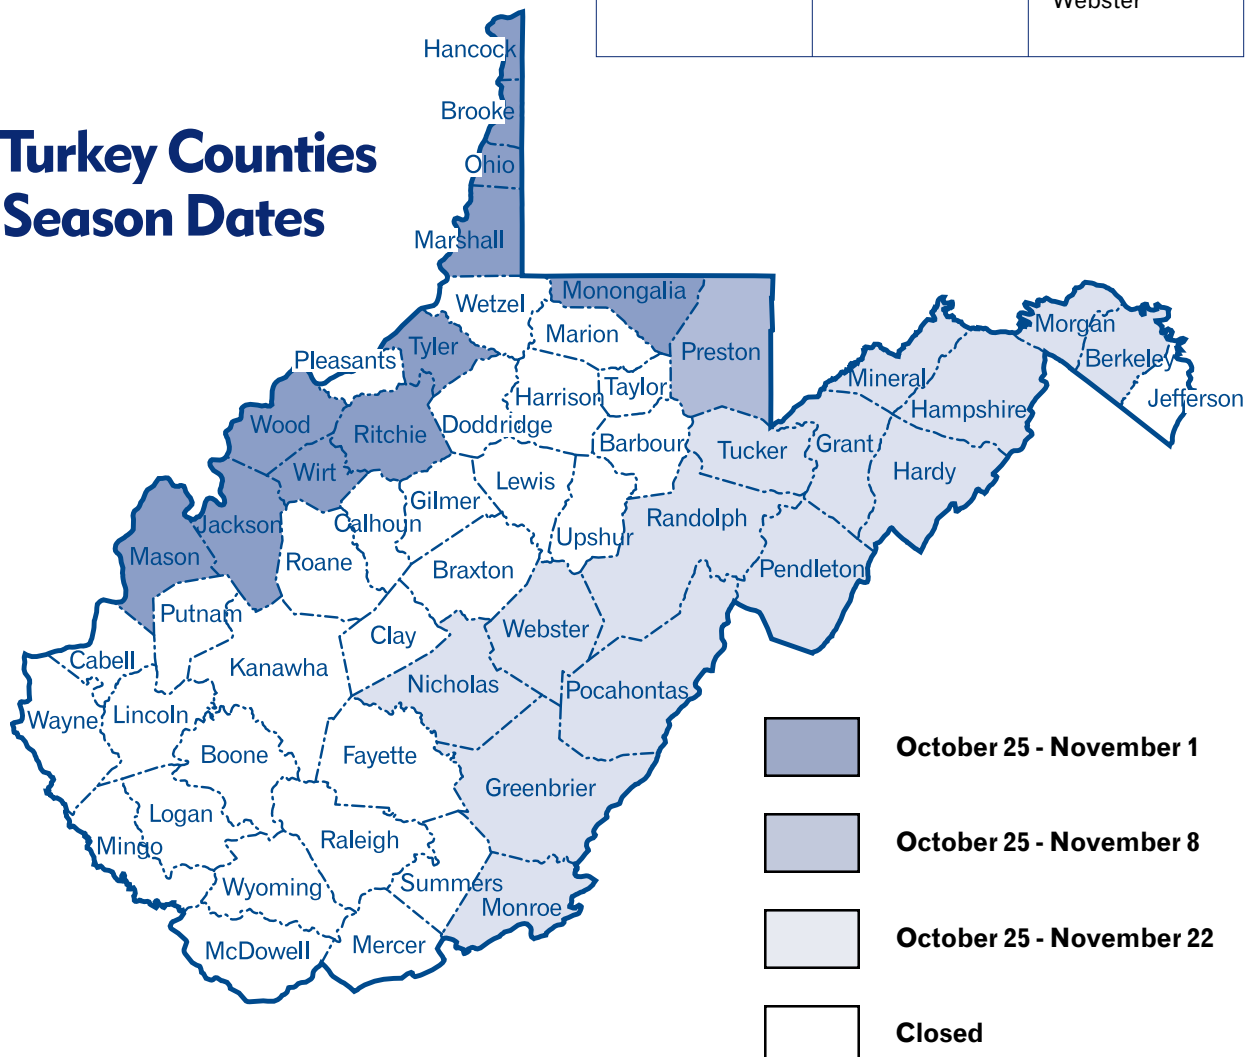 Webster
Hancock
Brooke
Turkey Counties
Season Dates
Ohio
Marshall
Wetzel
Monongalia
Marion
Preston
Tyler
Pleasants
Morgan
Berkeley
Jefferson
Mineral
Hampshire
Harrison
Taylor
Wood
Ritchie
Doddridge
Barbour
Tucker
Grant
Hardy
Wirt
Lewis
Gilmer
Jackson
Calhoun
Upshur
Randolph
Mason
Roane
Braxton
Pendleton
Putnam
Clay
Webster
Cabell
Kanawha
Nicholas
Pocahontas
Wayne
Lincoln
Boone
Fayette
Greenbrier
Logan
Mingo
Raleigh
Wyoming
Summers
Monroe
McDowell
Mercer
October 25 - November 1
October 25 - November 8
October 25 - November 22
Closed